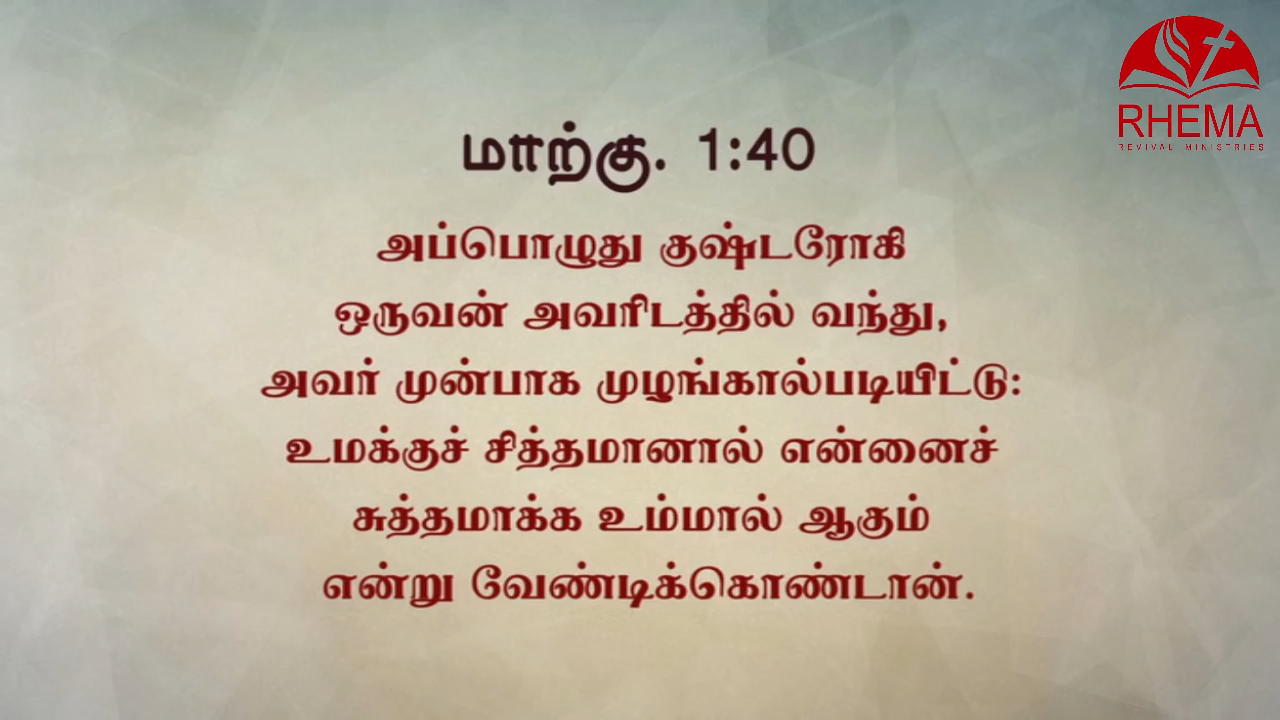 RHEMA
REVIVAL MINISTRIES
மாற்கு. 1:40
அப்பொழுது குஷ்டரோகி
ஒருவன் அவரிடத்தில் வந்து,
அவர் முன்பாக முழங்கால்படியிட்டு:
உமக்குச் சித்தமானால் என்னைச்
சுத்தமாக்க உம்மால் ஆகும்
என்று வேண்டிக்கொண்டான்.